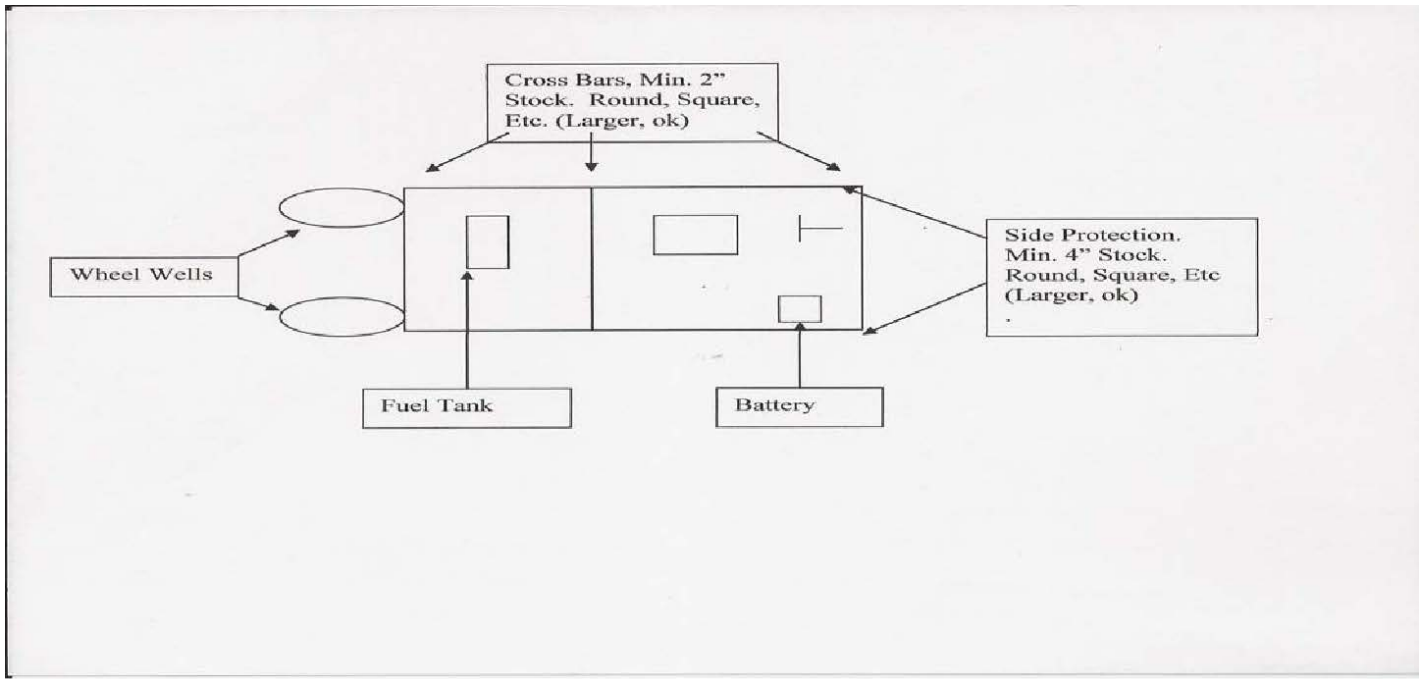 Cross Bars, Min. 2”
Stock. Round, Square,
Etc. (Larger, ok)
Side Protection.
Min. 4” Stock.
Round, Square, Etc
(Larger, ok)
.
Wheel Wells
Fuel Tank
Battery